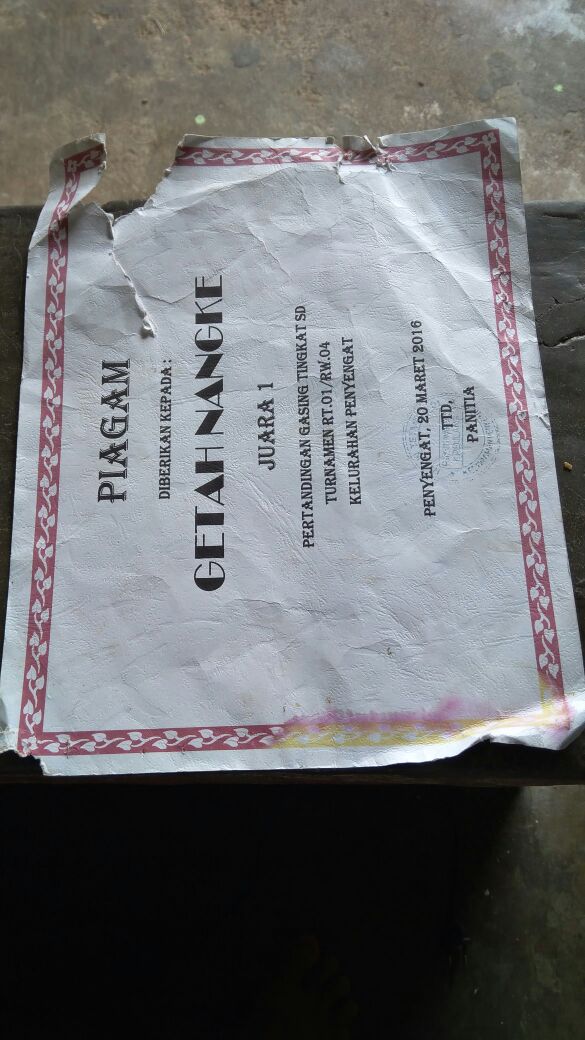 PIAGAM
DIBERIKAN KEPADA :
GETAH NANGKE
JUARA 1
PERTANDINGAN GASING TINGKAT SD
TURNAMEN RT.01/RW.04
KELURAHAN PENYENGAT
PENYENGAT, 20 MARET 2016
TTD,
PANITIA